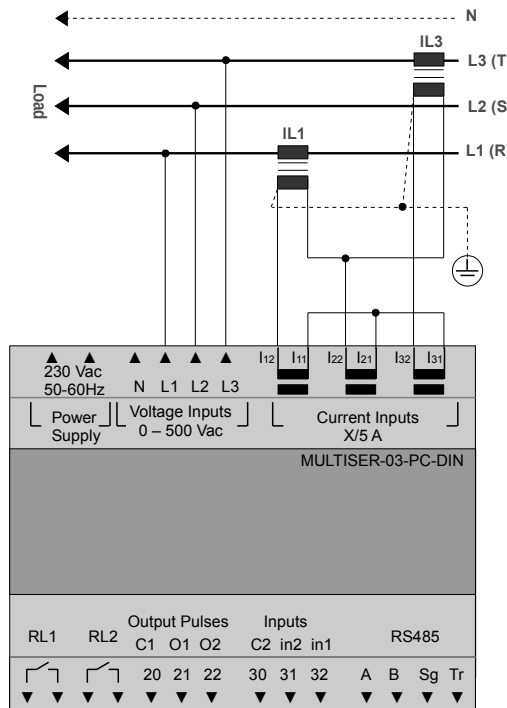 N
IL3
L3 (T
Load
L2 (S
IL1
L1 (R)
I12 I11 I22 I21 I32 I31
230 Vac
50-60Hz
N L1 L2 L3
Power
Supply
Voltage Inputs
0 – 500 Vac
Current Inputs
X/5 A
MULTISER-03-PC-DIN
Output Pulses
Inputs
RL1 RL2 C1 O1 O2 C2 in2 in1 RS485
20 21 22 30 31 32 A B Sg Tr